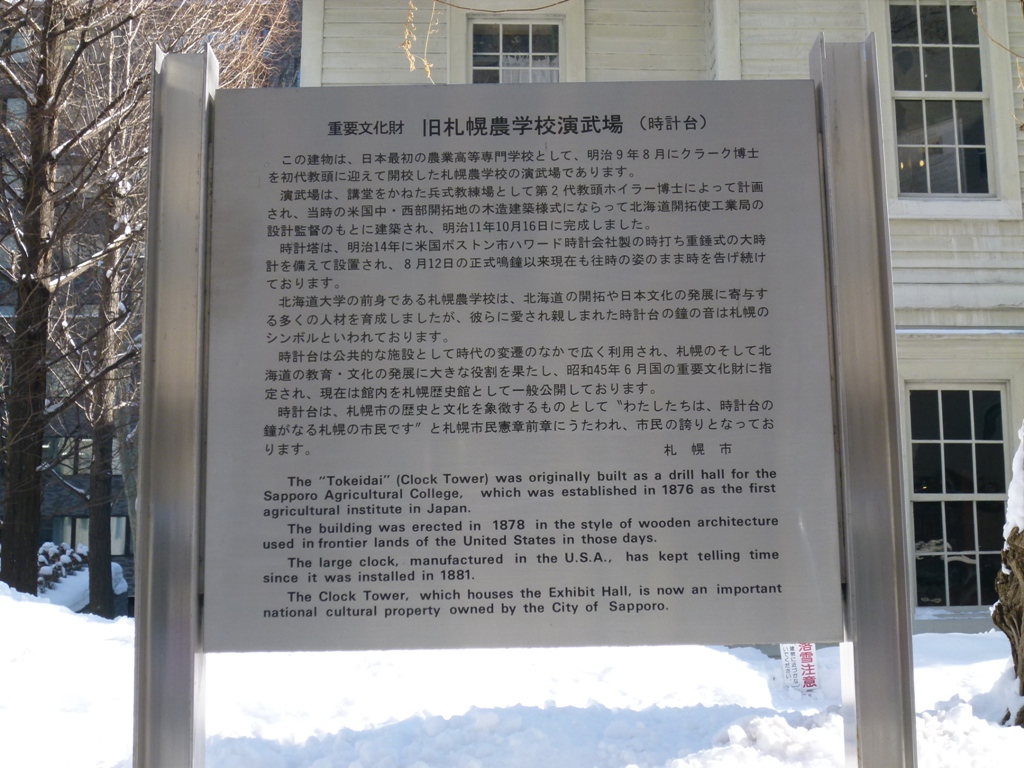 重要文化財 旧札幌農学校演武場（時計台）
この建物は、日本最初の農業高等専門学校として、明治9年8月にクラーク博士
を初代教頭に迎えて開校した札幌農学校の演武場であります。
演武場は、講堂をかねた兵式教練場として第2代教頭ホイラー博士によって計画
され、当時の米国中・西部開拓地の木造建築様式にならって北海道開拓使工業局の
設計監督のもとに建築され、明治11年10月16日に完成しました。
時計塔は、明治14年に米国ボストン市ハワード時計会社製の時打ち重錘式の大時
計を備えて設置され、8月12日の正式鳴鐘以来現在も往時の姿のまま時を告げ続け
ております。
北海道大学の前身である札幌農学校は、北海道の開拓や日本文化の発展に寄与す
る多くの人材を育成しましたが、彼らに愛され親しまれた時計台の鐘の音は札幌の
シンボルといわれております。
時計台は公共的な施設として時代の変遷のなかで広く利用され、札幌のそして北
海道の教育・文化の発展に大きな役割を果たし、昭和45年6月国の重要文化財に指
定され、現在は館内を札幌歴史館として一般公開しております。
時計台は、札幌市の歴史と文化を象徴するものとして〝わたしたちは、時計台の
鐘がなる札幌の市民です〟と札幌市民憲章前章にうたわれ、市民の誇りとなってお
ります。 札幌市
The "Tokeidai" (Clock Tower) was originally built as a drill hall for the
Sapporo Agricultural College, which was established in 1876 as the first
agricultural institute in Japan.
The building was erected in 1878 in the style of wooden architecture
used in frontier lands of the United States in those days.
The large clock, manufactured in the U.S.A., has kept telling time
since it was installed in 1881.
The Clock Tower, which houses the Exhibit Hall, is now an important
national cultural property owned by the City of Sapporo.
落雪注意